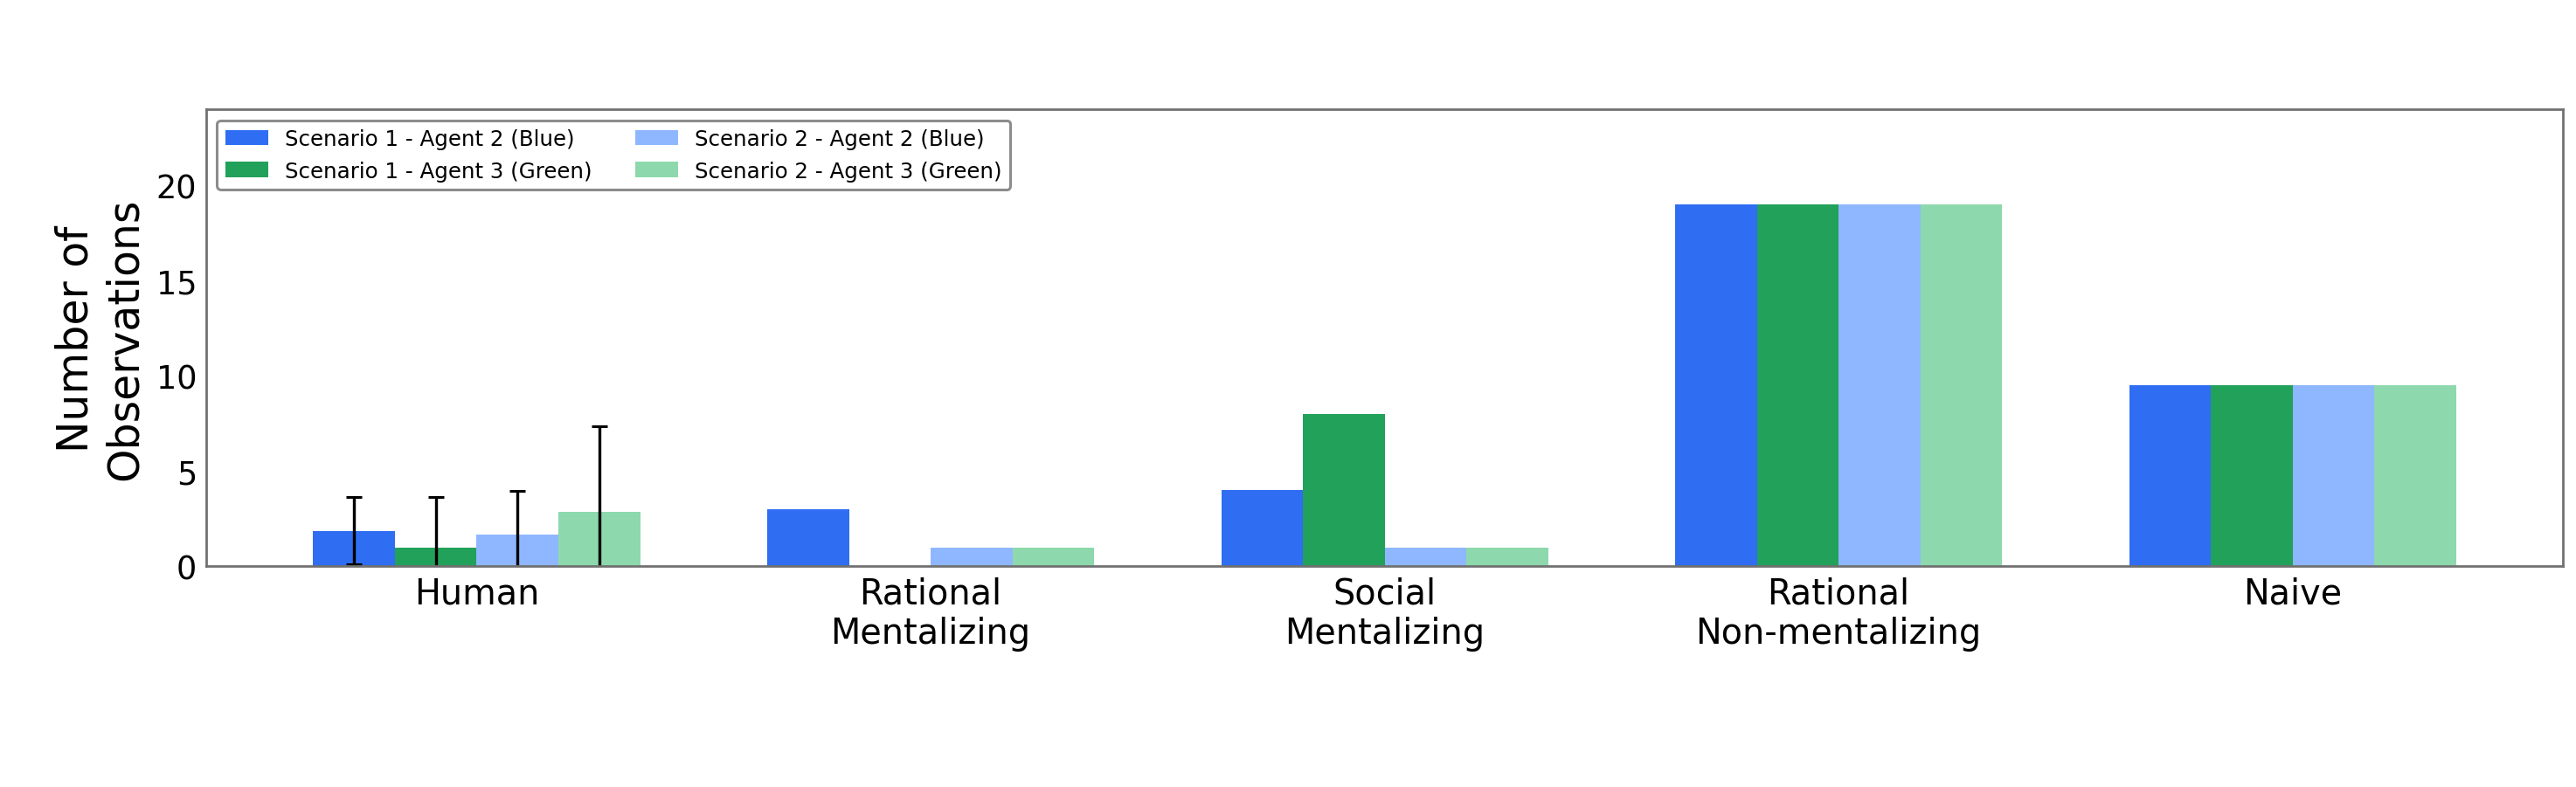 Scenario 1 - Agent 2 (Blue)
Scenario 1 - Agent 3 (Green)
Scenario 2 - Agent 2 (Blue)
Scenario 2 - Agent 3 (Green)
Number of
Observations
20
15
10
5
0
Human
Rational
Mentalizing
Social
Mentalizing
Rational
Non-mentalizing
Naive